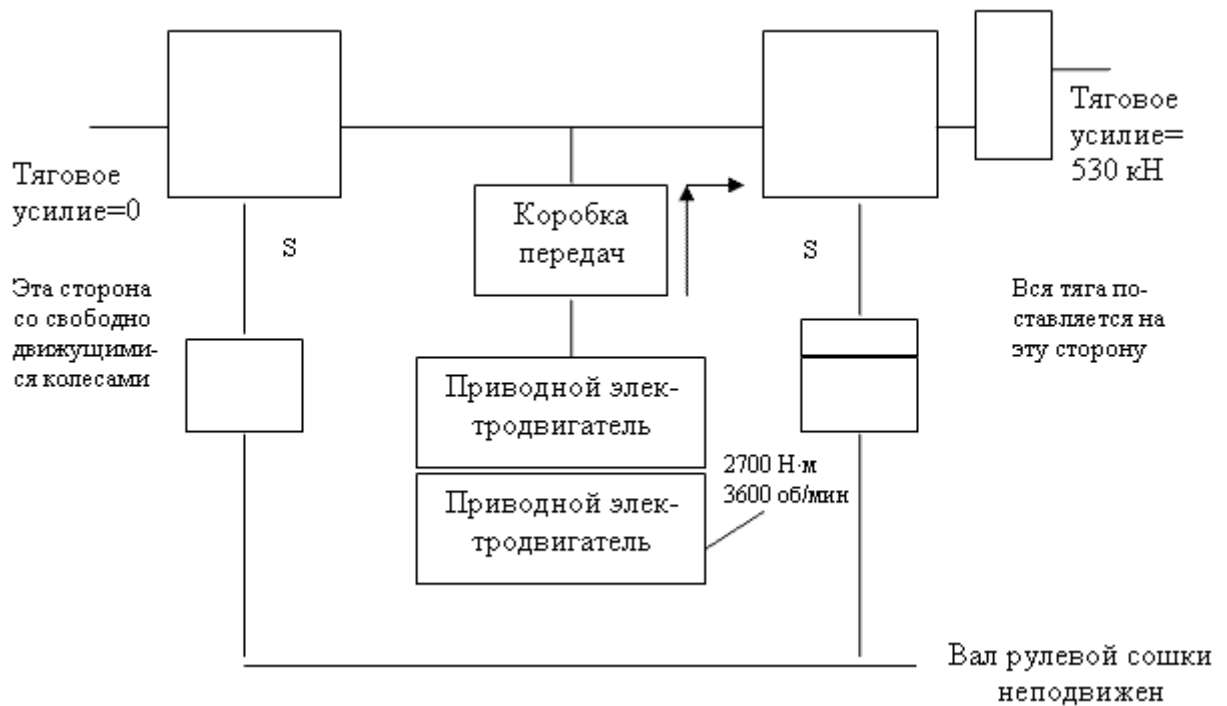 Тяговое
усилие=0
S
Эта сторона
со свободно
движущими-
ся колесами
Коробка
передач
Приводной элек-
тродвигатель
Приводной элек-
тродвигатель
2700 Н·м
3600 об/мин
S
Тяговое
усилие=
530 кН
Вся тяга по-
ставляется на
эту сторону
Вал рулевой сошки
неподвижен